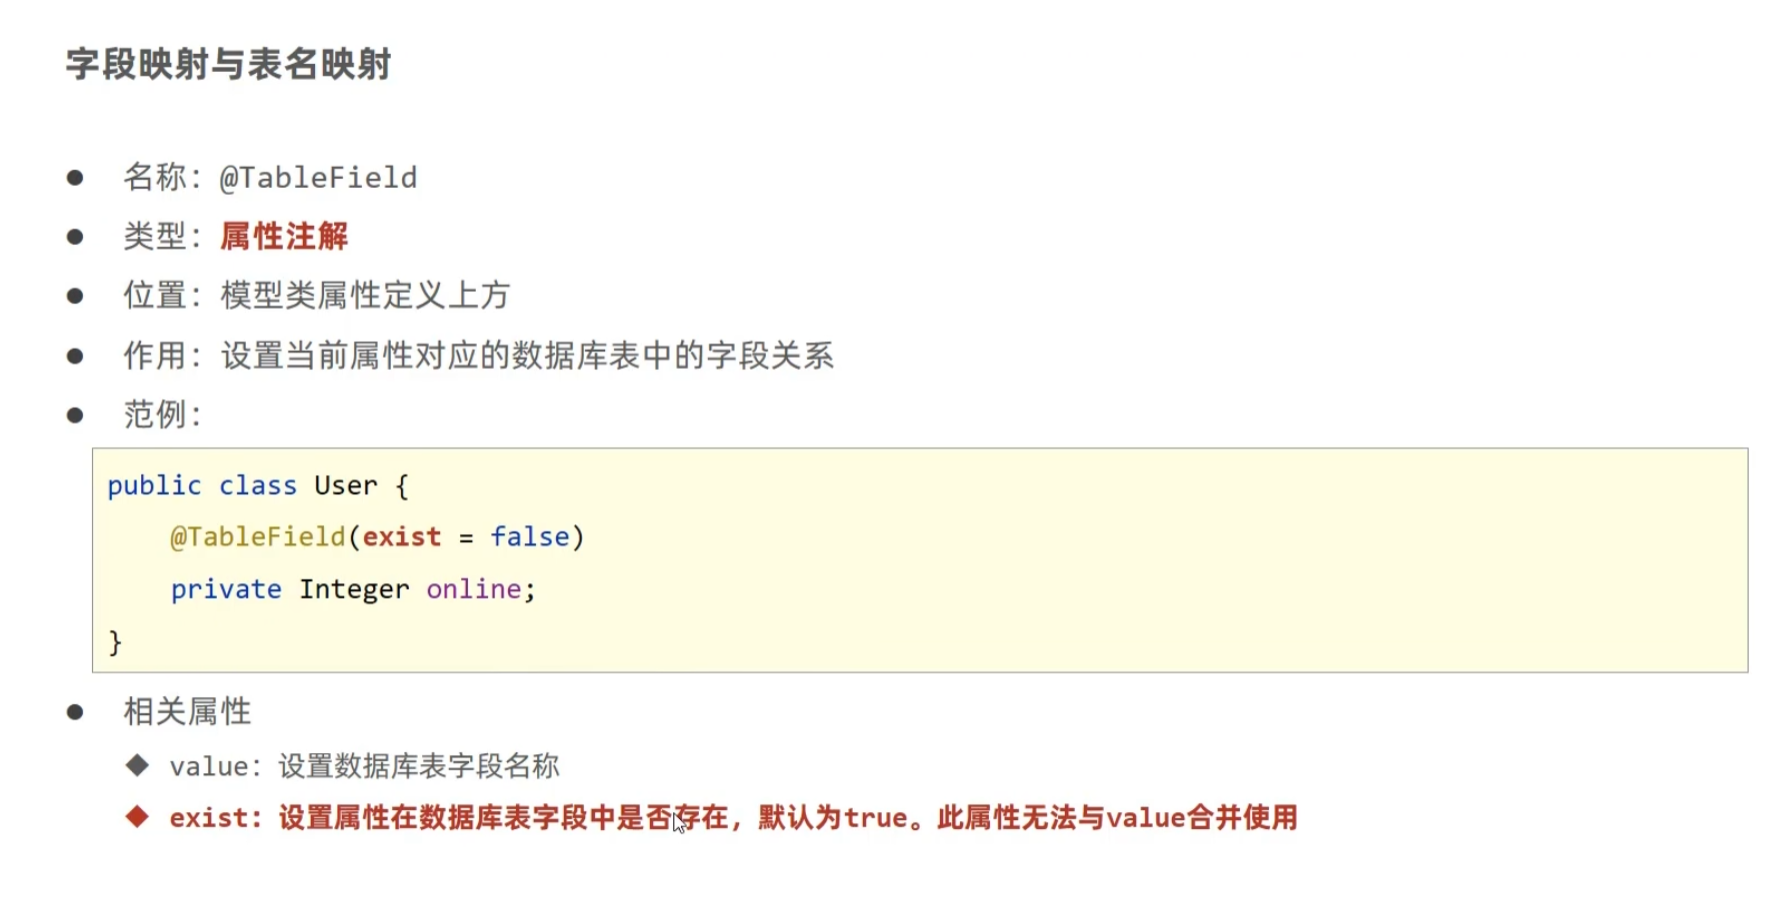 字段映射与表名映射
● 名称：@TableField
● 类型：属性注解
● 位置：模型类属性定义上方
● 作用：设置当前属性对应的数据库表中的字段关系
● 范例：
public class User {
    @TableField(exist = false)
    private Integer online;
}
● 相关属性
◆ value：设置数据库表字段名称
◆ exist：设置属性在数据库表字段中是否存在，默认为true。此属性无法与value合并使用